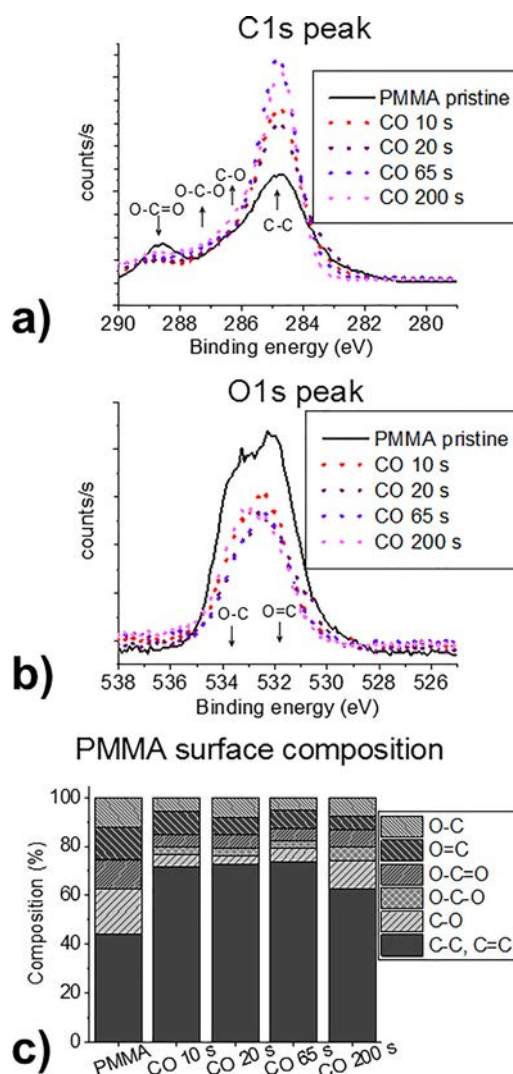 C1s peak
counts/s
PMMA pristine
CO 10 s
CO 20 s
CO 65 s
CO 200 s
C-O
O-C-O
O-C=O
C-C
290 288 286 284 282 280
Binding energy (eV)
a)
O1s peak
counts/s
PMMA pristine
CO 10 s
CO 20 s
CO 65 s
CO 200 s
O-C
O=C
538 536 534 532 530 528 526
Binding energy (eV)
b)
PMMA surface composition
Composition (%)
100
80
60
40
20
0
O-C
O=C
O-C=O
O-C-O
C-O
C-C, C=C
PMMA CO 10 s CO 20 s CO 65 s CO 200 s
c)